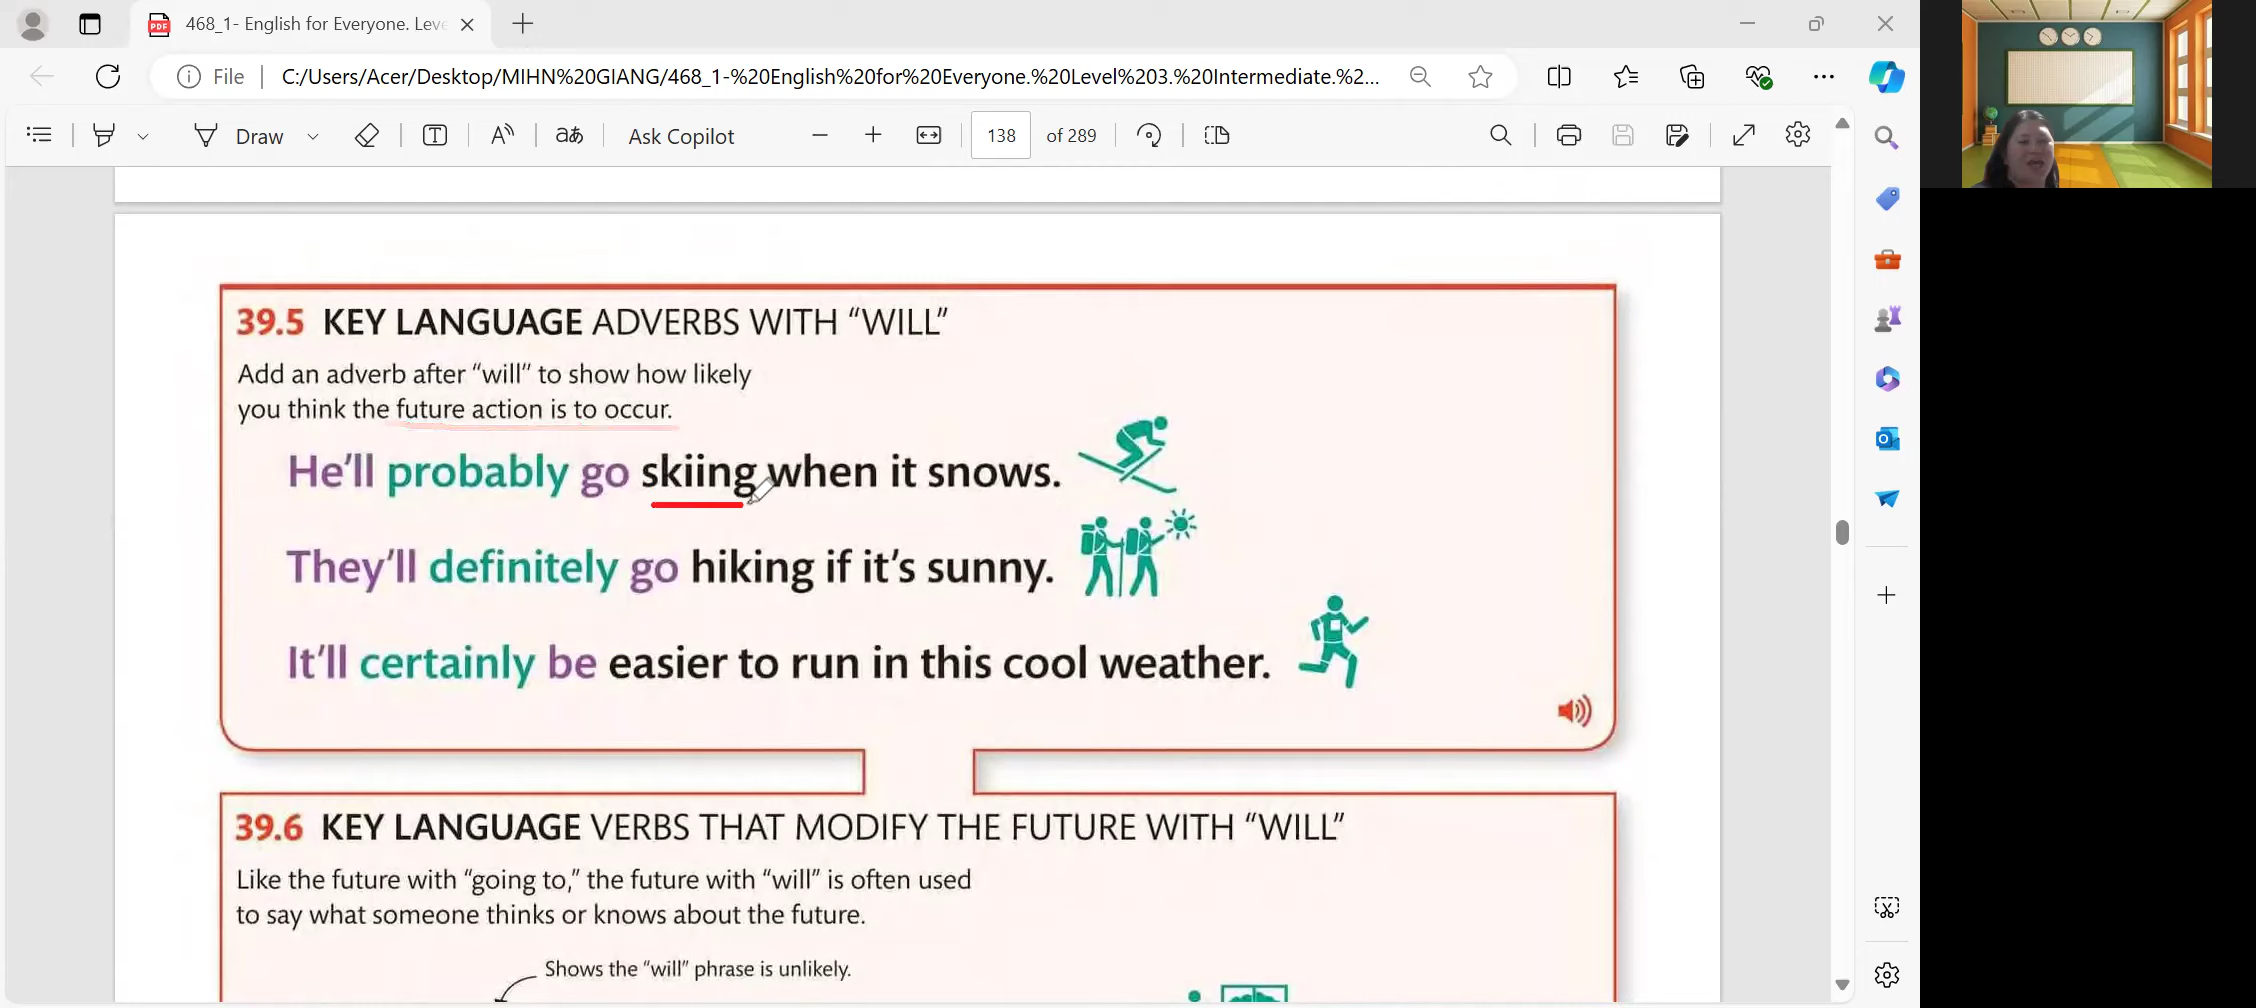 468_1- English for Everyone. Leve
File
C:/Users/Acer/Desktop/MIHN%20GIANG/468_1-%20English%20for%20Everyone.%20Level%203.%20Intermediate.%2...
Draw
Ask Copilot
138 of 289
39.5 KEY LANGUAGE ADVERBS WITH “WILL”
Add an adverb after “will” to show how likely
you think the future action is to occur.
He’ll probably go skiing when it snows.
They’ll definitely go hiking if it’s sunny.
It’ll certainly be easier to run in this cool weather.
39.6 KEY LANGUAGE VERBS THAT MODIFY THE FUTURE WITH “WILL”
Like the future with “going to,” the future with “will” is often used
to say what someone thinks or knows about the future.
Shows the “will” phrase is unlikely.